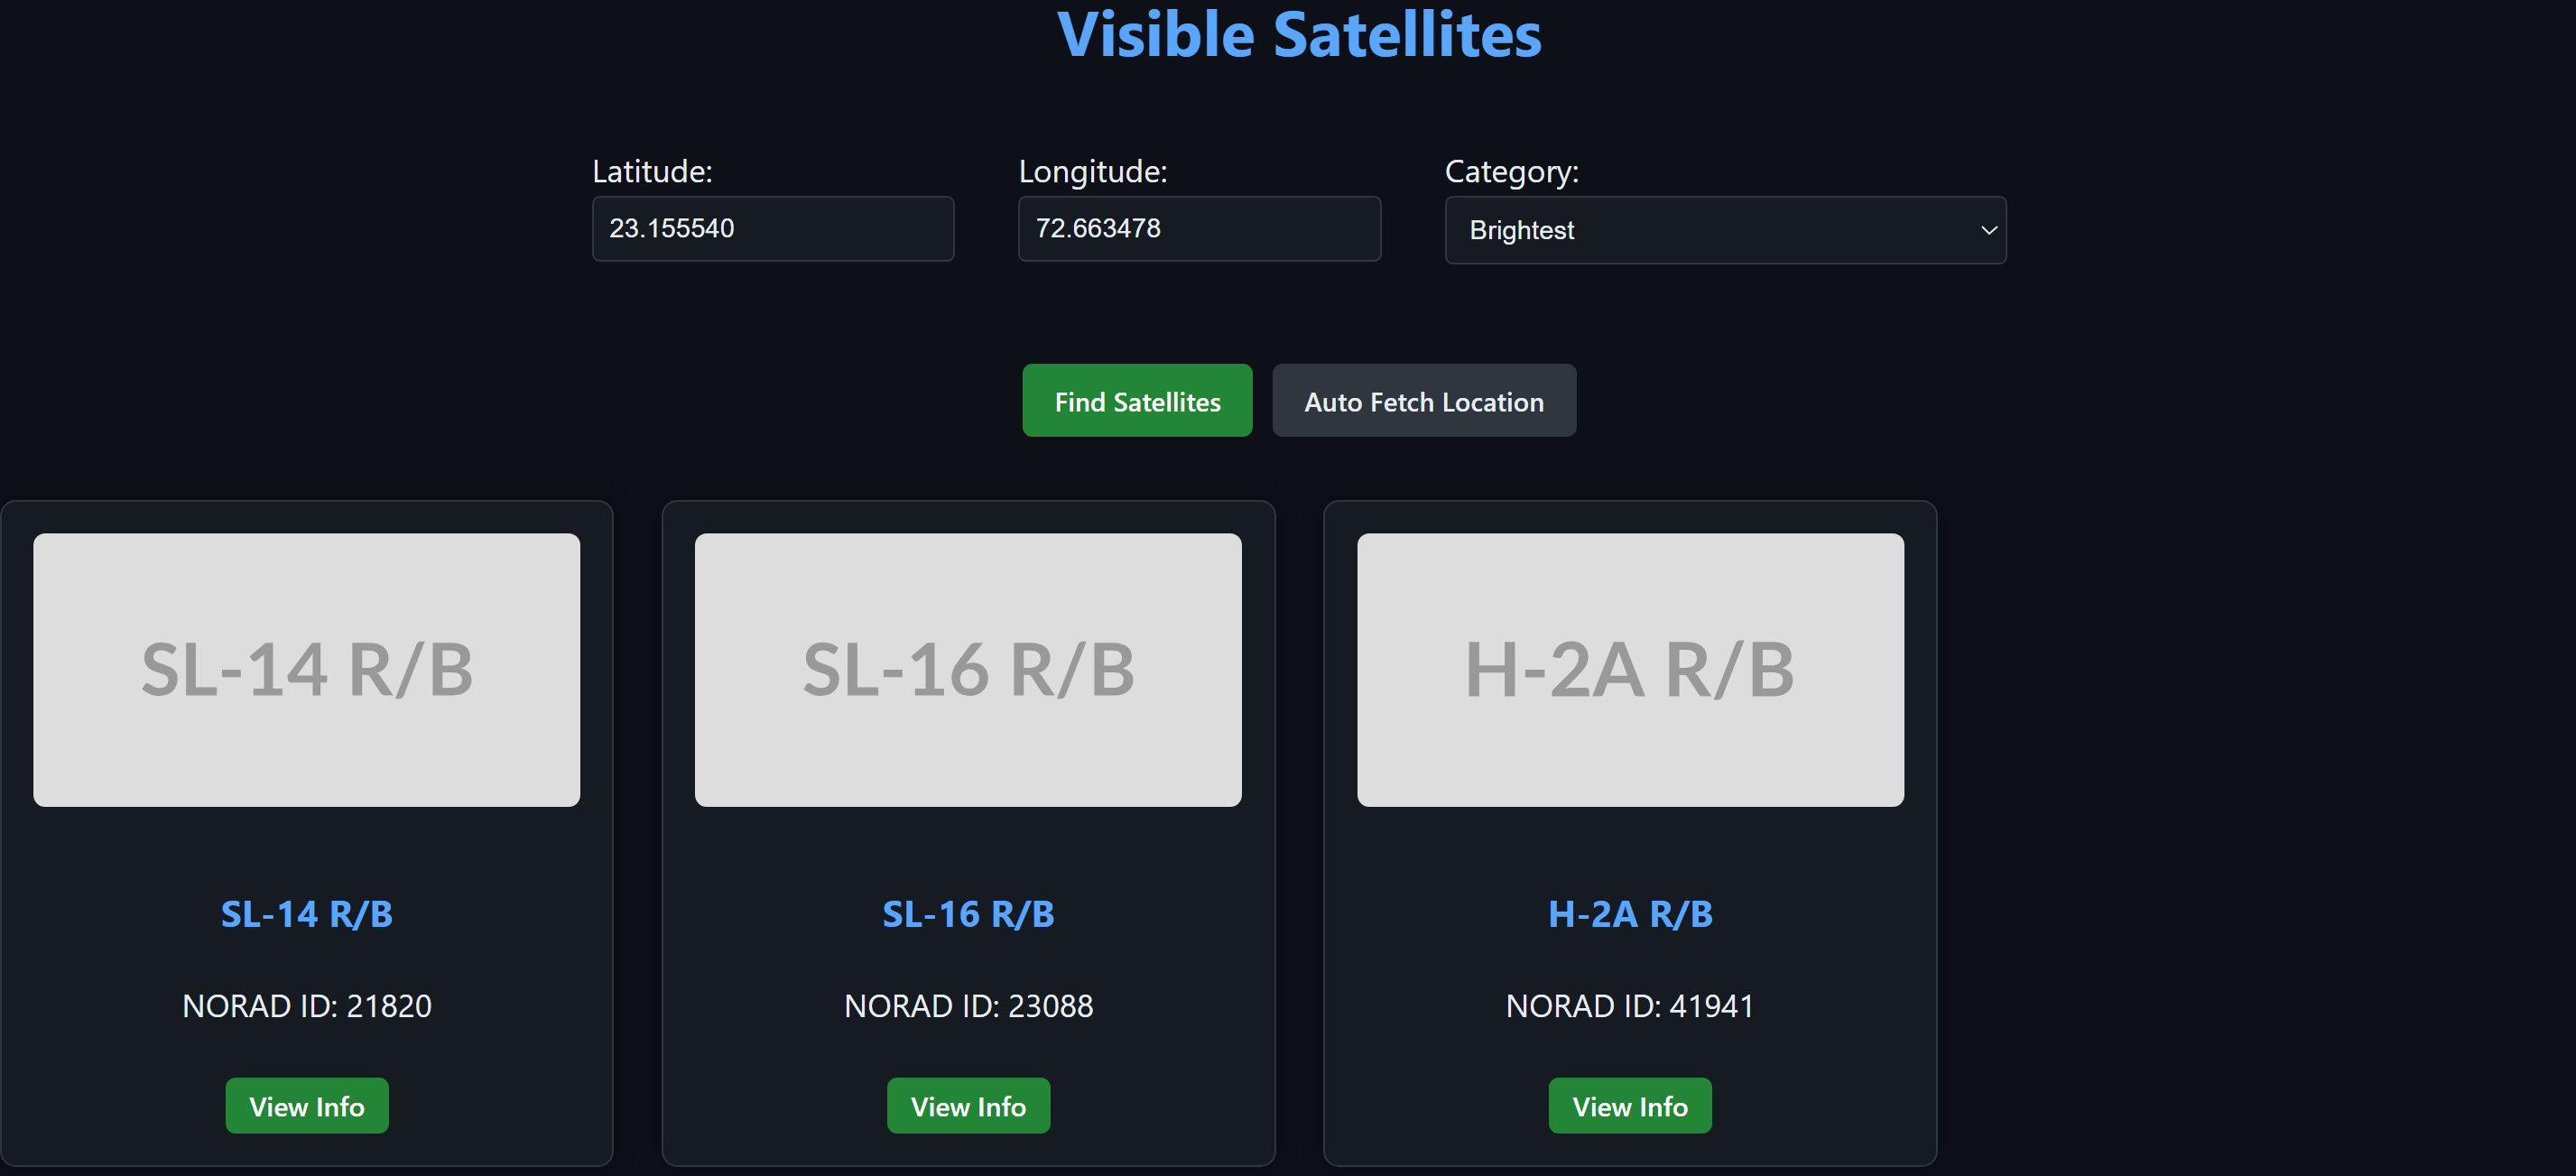 Visible Satellites
Latitude: Longitude: Category:
23.155540 72.663478 Brightest
Find Satellites Auto Fetch Location
SL-14 R/B SL-16 R/B H-2A R/B
SL-14 R/B SL-16 R/B H-2A R/B
NORAD ID: 21820 NORAD ID: 23088 NORAD ID: 41941
View Info View Info View Info